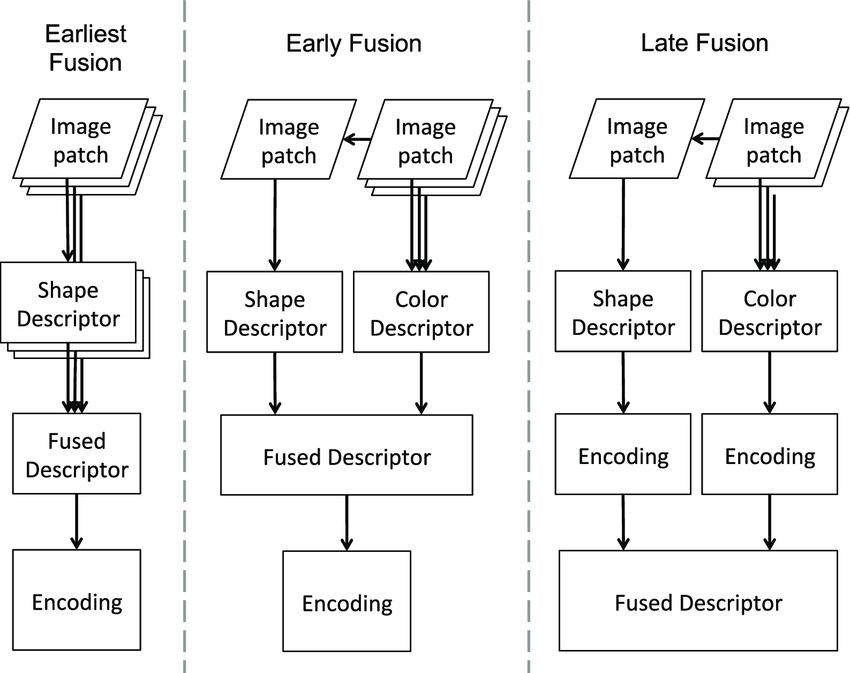 Earliest
Fusion
Image
patch
Shape
Descriptor
Fused
Descriptor
Encoding
Early Fusion
Image
patch
Image
patch
Shape
Descriptor
Color
Descriptor
Fused Descriptor
Encoding
Late Fusion
Image
patch
Image
patch
Shape
Descriptor
Color
Descriptor
Encoding
Encoding
Fused Descriptor